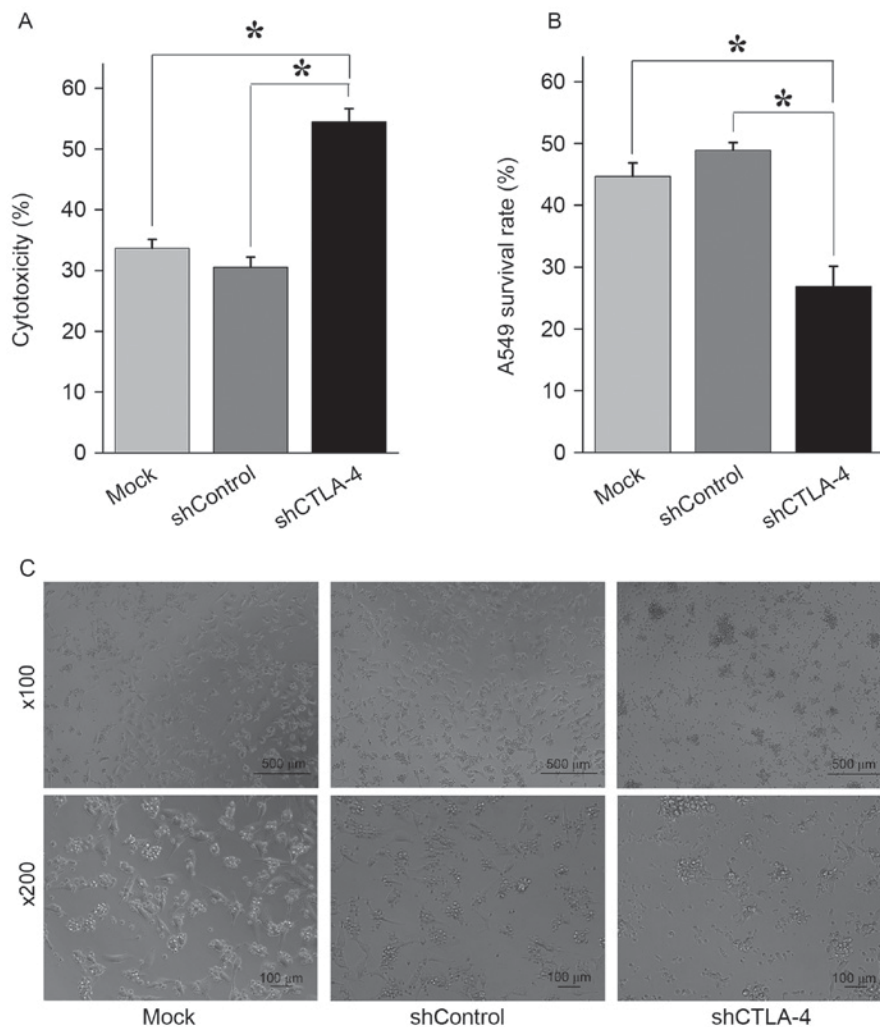 A
Cytotoxicity (%)
60
50
40
30
20
10
0
*
*
Mock
shControl
shCTLA-4
B
A549 survival rate (%)
60
50
40
30
20
10
0
*
*
Mock
shControl
shCTLA-4
C
x100
500 μm
500 μm
500 μm
x200
100 μm
100 μm
100 μm
Mock
shControl
shCTLA-4